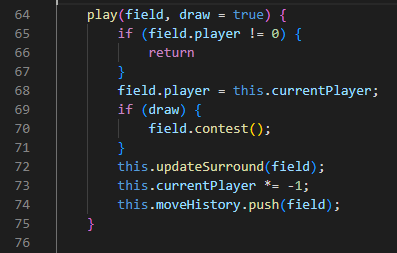 64 play(field, draw = true) {
65 if (field.player != 0) {
66 return
67 }
68 field.player = this.currentPlayer;
69 if (draw) {
70 field.contest();
71 }
72 this.updateSurround(field);
73 this.currentPlayer *= -1;
74 this.moveHistory.push(field);
75 }
76